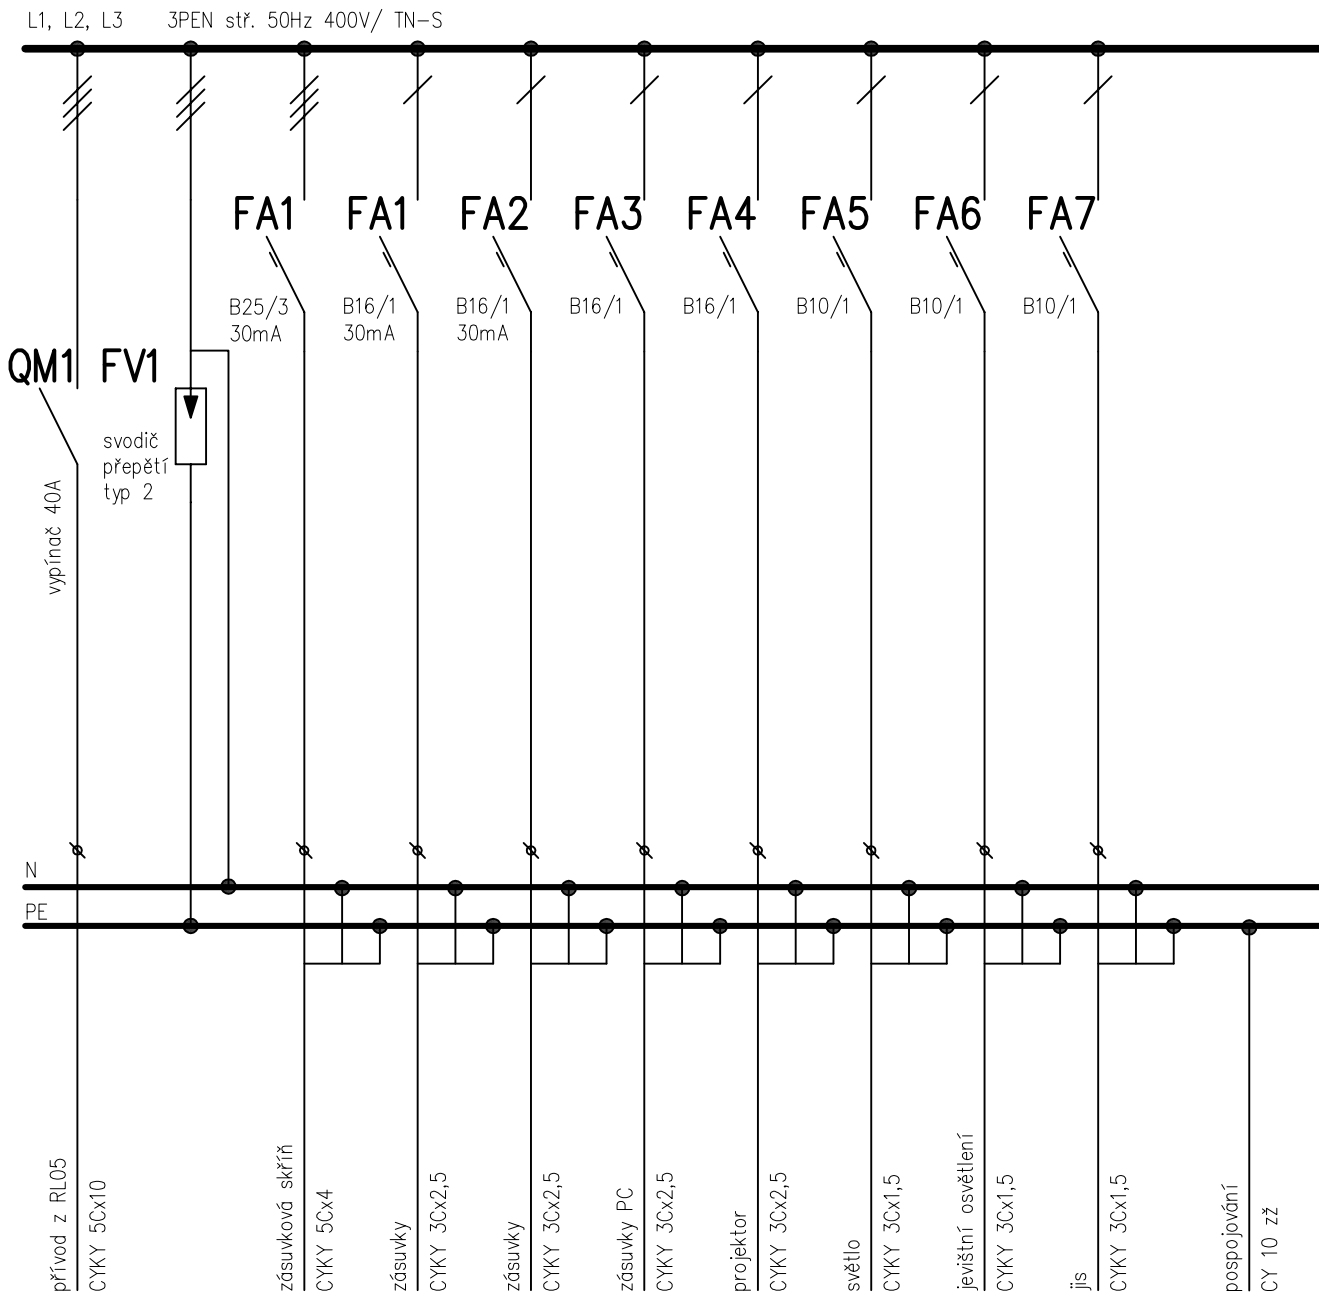 L1, L2, L3 3PEN stř. 50Hz 400V/ TN-S
FA1
FA1
FA2
FA3
FA4
FA5
FA6
FA7
B25/3
30mA
B16/1
30mA
B16/1
30mA
B16/1
B16/1
B10/1
B10/1
B10/1
QM1
FV1
svodič
přepětí
typ 2
vypínač 40A
N
PE
přívod z RL05
CYKY 5Cx10
zásuvková skříň
CYKY 5Cx4
zásuvky
CYKY 3Cx2,5
zásuvky
CYKY 3Cx2,5
zásuvky PC
CYKY 3Cx2,5
projektor
CYKY 3Cx2,5
světlo
CYKY 3Cx1,5
jevištní osvětlení
CYKY 3Cx1,5
jis
CYKY 3Cx1,5
pospojování
CY 10 zž